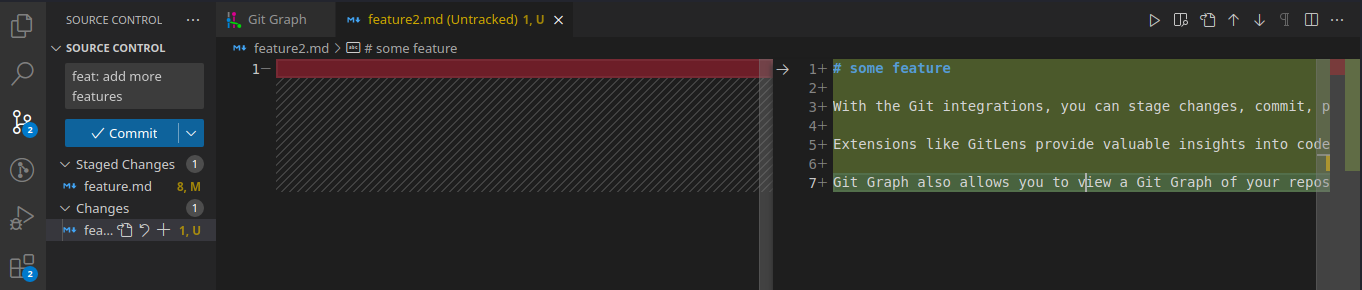 SOURCE CONTROL
Git Graph
feature2.md (Untracked) 1, U
SOURCE CONTROL
feature2.md > # some feature
feat: add more
features
Commit
2
Staged Changes 1
feature.md 8, M
Changes 1
fea... 1, U
2
1
1+ # some feature
2+
3+ With the Git integrations, you can stage changes, commit, p
4+
5+ Extensions like GitLens provide valuable insights into code
6+
7+ Git Graph also allows you to view a Git Graph of your repos